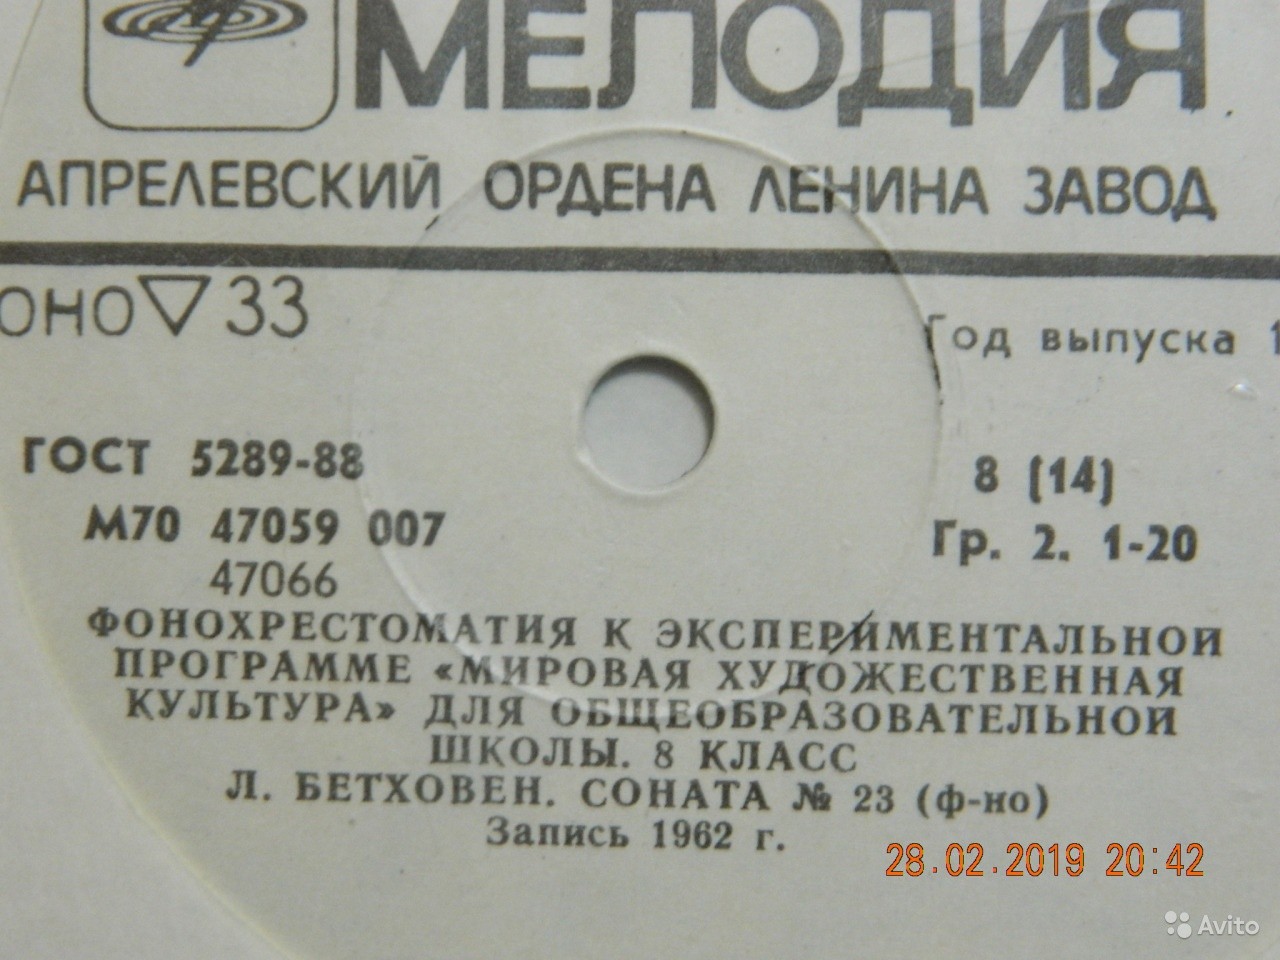 МЕЛОДИЯ
АПРЕЛЕВСКИЙ ОРДЕНА ЛЕНИНА ЗАВОД
ОНО ▽ 33
Год выпуска 1
ГОСТ 5289-88
8 (14)
М70 47059 007
Гр. 2. 1-20
47066
ФОНОХРЕСТОМАТИЯ К ЭКСПЕРИМЕНТАЛЬНОЙ
ПРОГРАММЕ «МИРОВАЯ ХУДОЖЕСТВЕННАЯ
КУЛЬТУРА» ДЛЯ ОБЩЕОБРАЗОВАТЕЛЬНОЙ
ШКОЛЫ. 8 КЛАСС
Л. БЕТХОВЕН. СОНАТА № 23 (ф-но)
Запись 1962 г.
28.02.2019 20:42
Avito